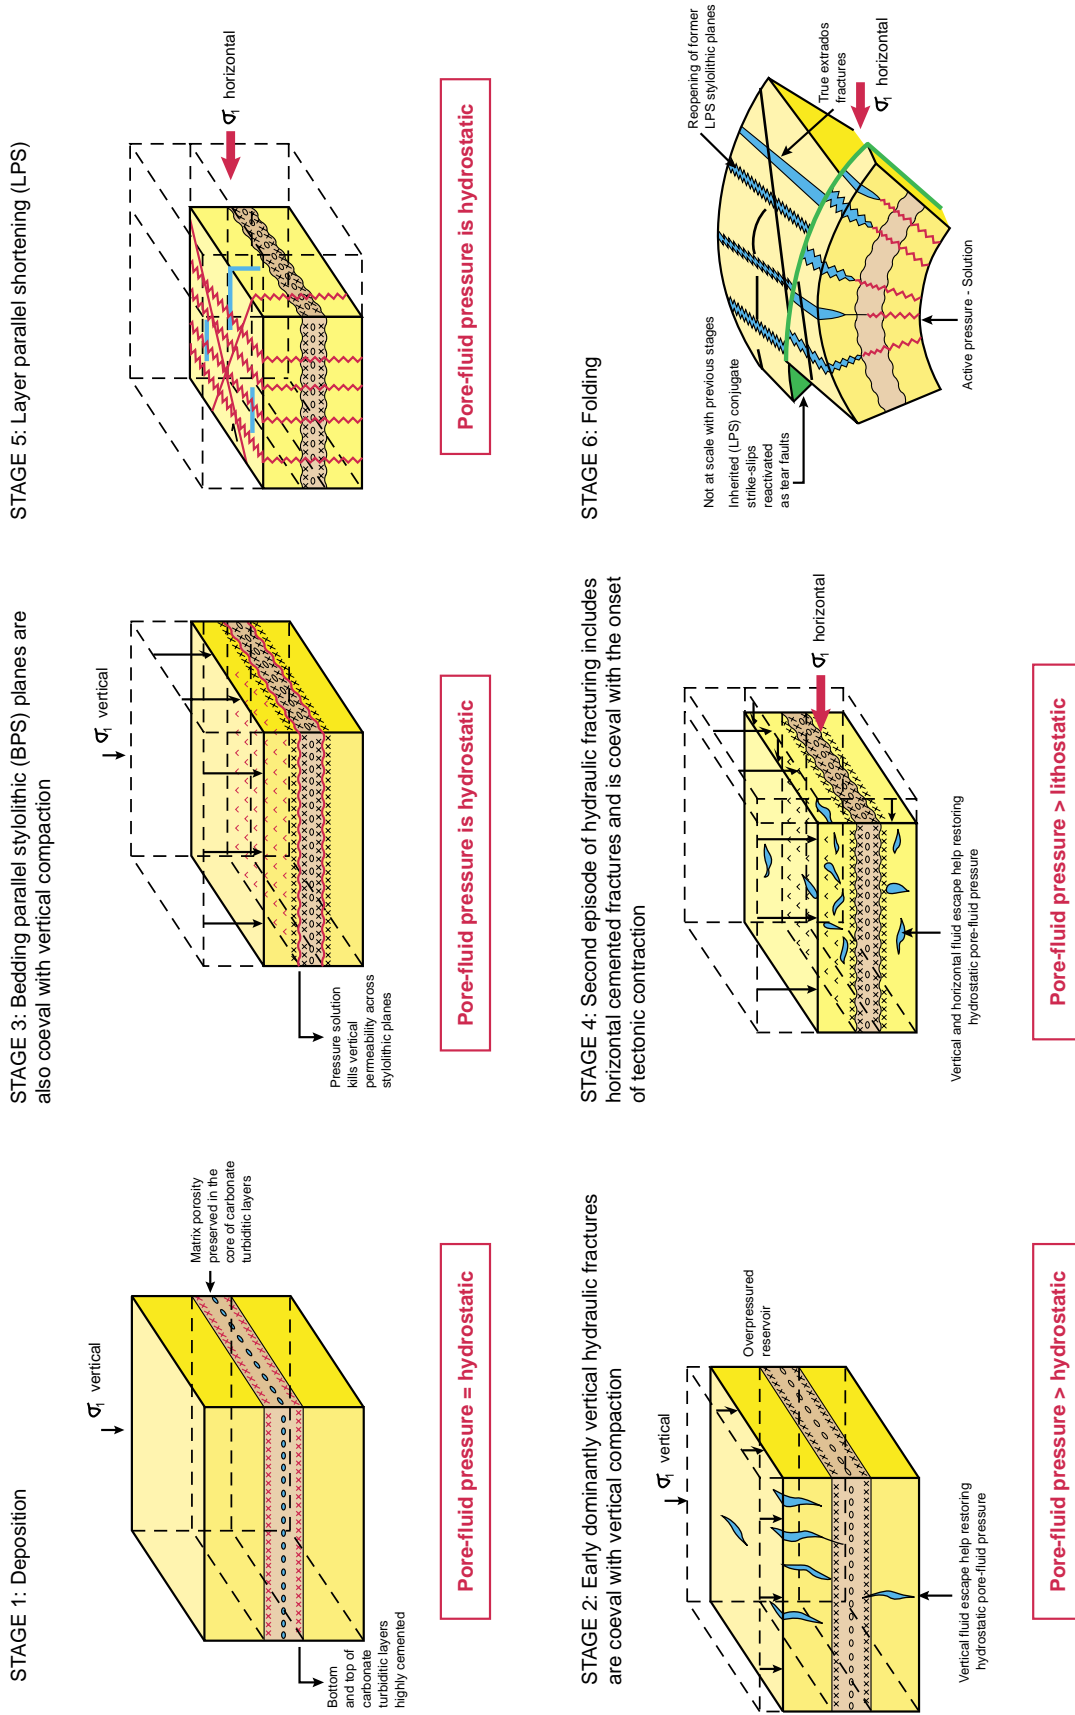 STAGE 1: Deposition
σ1 vertical
Matrix porosity
preserved in the
core of carbonate
turbiditic layers
Bottom
and top of
carbonate
turbiditic layers
highly cemented
Pore-fluid pressure = hydrostatic
STAGE 2: Early dominantly vertical hydraulic fractures
are coeval with vertical compaction
σ1 vertical
Overpressured
reservoir
Vertical fluid escape help restoring
hydrostatic pore-fluid pressure
Pore-fluid pressure > hydrostatic
STAGE 3: Bedding parallel stylolithic (BPS) planes are
also coeval with vertical compaction
σ1 vertical
Pressure solution
kills vertical
permeability across
stylolithic planes
Pore-fluid pressure is hydrostatic
STAGE 4: Second episode of hydraulic fracturing includes
horizontal cemented fractures and is coeval with the onset
of tectonic contraction
σ1 horizontal
Vertical and horizontal fluid escape help restoring
hydrostatic pore-fluid pressure
Pore-fluid pressure > lithostatic
STAGE 5: Layer parallel shortening (LPS)
σ1 horizontal
Pore-fluid pressure is hydrostatic
STAGE 6: Folding
Reopening of former
LPS stylolithic planes
True extrados
fractures
σ1 horizontal
Not at scale with previous stages
Inherited (LPS) conjugate
strike-slips
reactivated
as tear faults
Active pressure - Solution